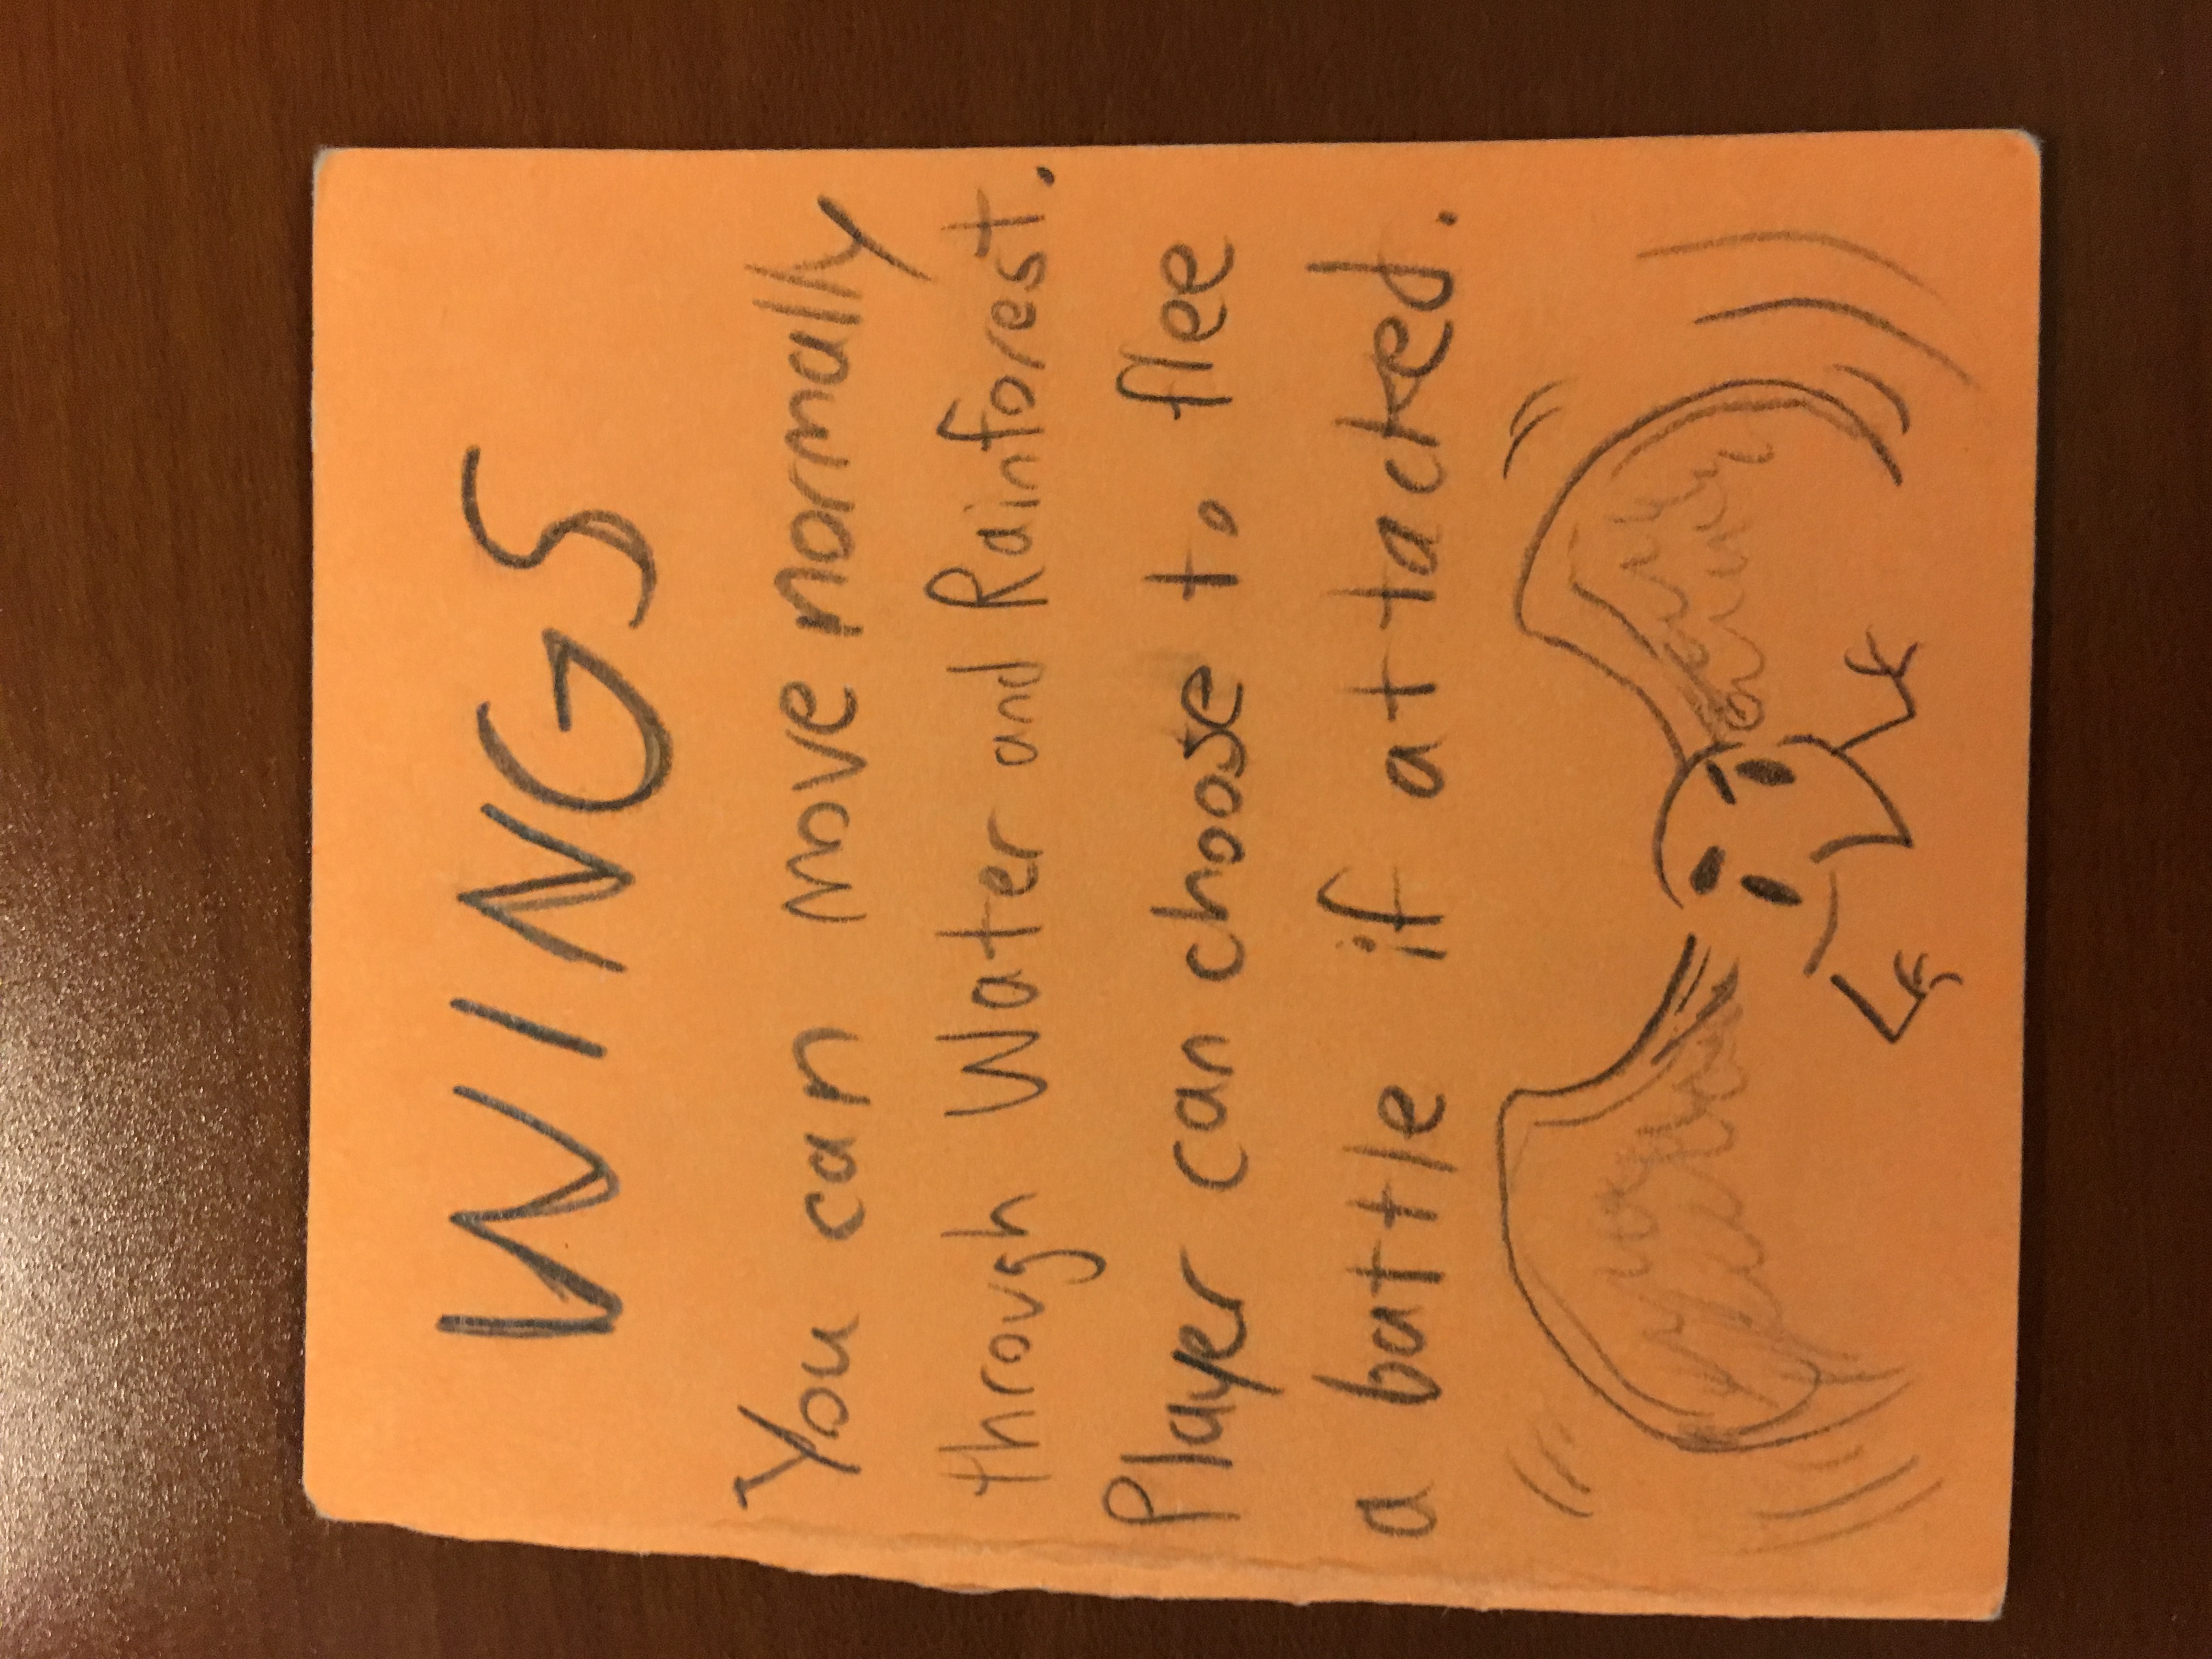 WINGS
You can move normally
through Water and Rainforest.
Player can choose to flee
a battle if attacked.